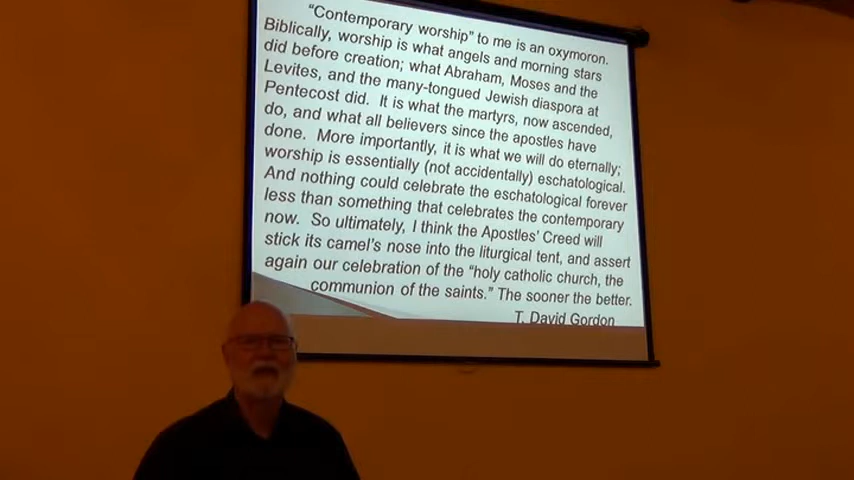 “Contemporary worship” to me is an oxymoron.
Biblically, worship is what angels and morning stars
did before creation; what Abraham, Moses and the
Levites, and the many-tongued Jewish diaspora at
Pentecost did. It is what the martyrs, now ascended,
do, and what all believers since the apostles have
done. More importantly, it is what we will do eternally;
worship is essentially (not accidentally) eschatological.
And nothing could celebrate the eschatological forever
less than something that celebrates the contemporary
now. So ultimately, I think the Apostles’ Creed will
stick its camel’s nose into the liturgical tent, and assert
again our celebration of the “holy catholic church, the
communion of the saints.” The sooner the better.
T. David Gordon